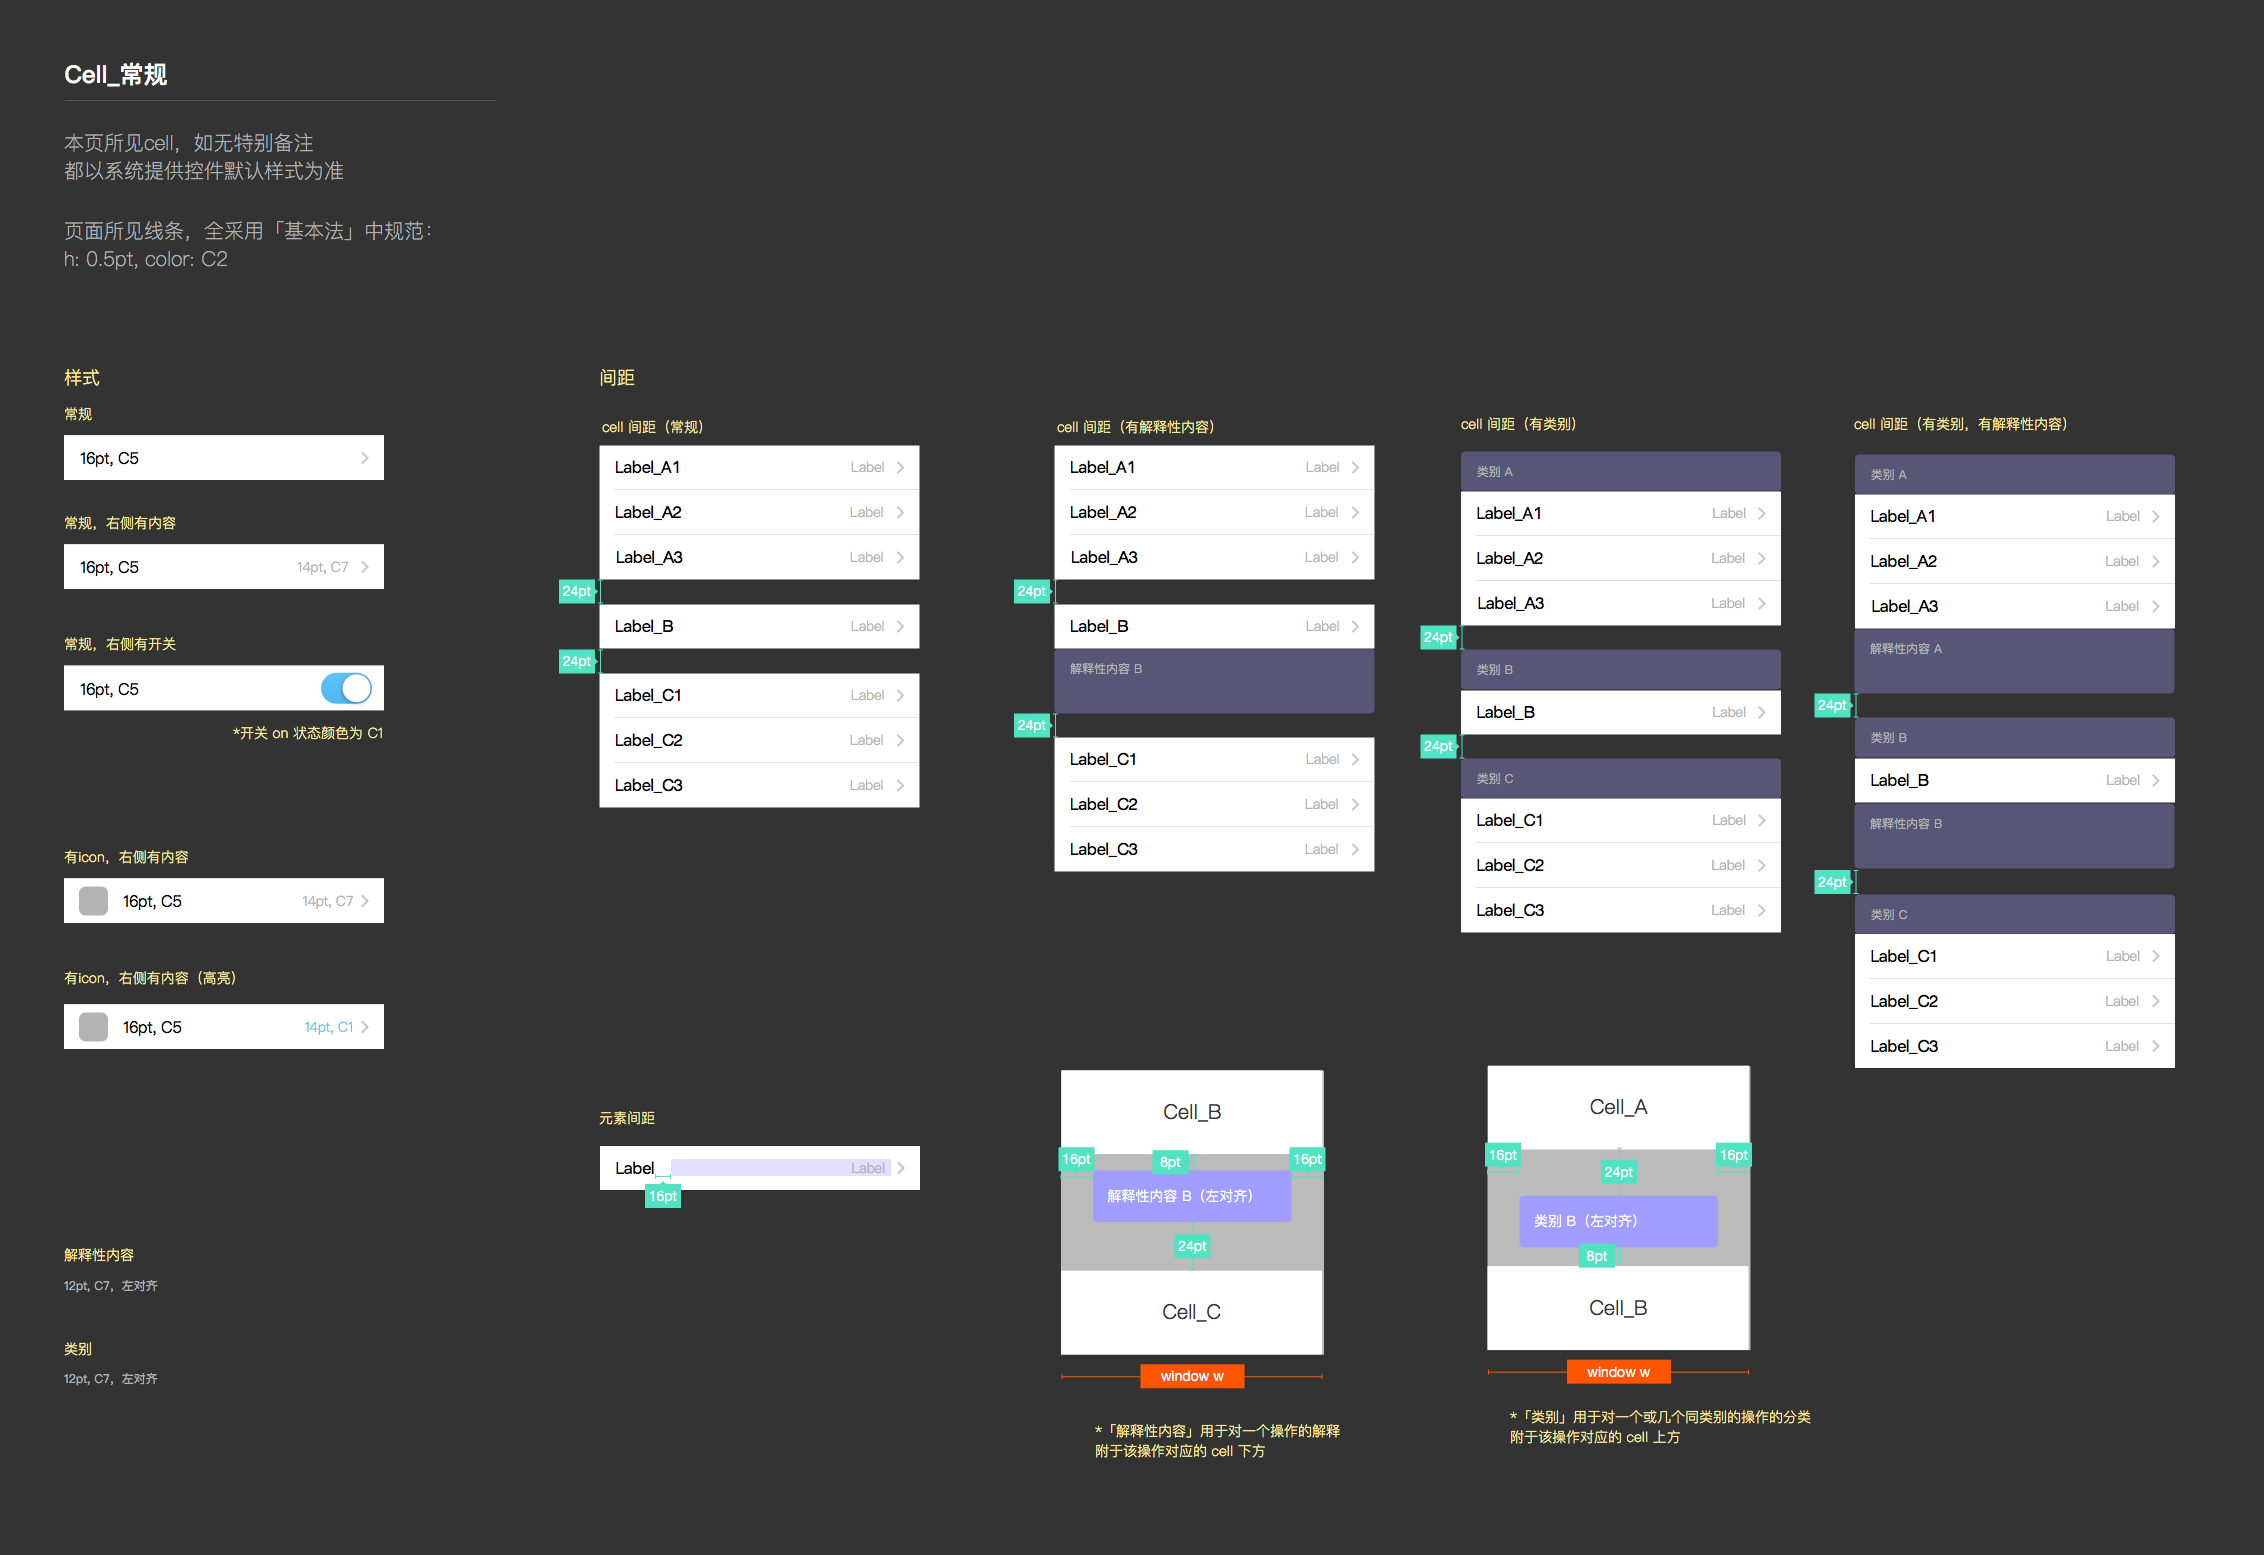 Cell_常规
本页所见cell，如无特别备注
都以系统提供控件默认样式为准
页面所见线条，全采用「基本法」中规范：
h: 0.5pt, color: C2
样式
常规
16pt, C5
常规，右侧有内容
16pt, C5 14pt, C7
常规，右侧有开关
16pt, C5
*开关 on 状态颜色为 C1
有icon，右侧有内容
16pt, C5 14pt, C7
有icon，右侧有内容（高亮）
16pt, C5 14pt, C1
解释性内容
12pt, C7，左对齐
类别
12pt, C7，左对齐
间距
cell 间距（常规）
Label_A1 Label
Label_A2 Label
Label_A3 Label
24pt
Label_B Label
24pt
Label_C1 Label
Label_C2 Label
Label_C3 Label
元素间距
Label Label
16pt
cell 间距（有解释性内容）
Label_A1 Label
Label_A2 Label
Label_A3 Label
24pt
Label_B Label
解释性内容 B
24pt
Label_C1 Label
Label_C2 Label
Label_C3 Label
Cell_B
16pt 8pt 16pt
解释性内容 B（左对齐）
24pt
Cell_C
window w
*「解释性内容」用于对一个操作的解释
附于该操作对应的 cell 下方
cell 间距（有类别）
类别 A
Label_A1 Label
Label_A2 Label
Label_A3 Label
24pt
类别 B
Label_B Label
24pt
类别 C
Label_C1 Label
Label_C2 Label
Label_C3 Label
Cell_A
16pt 24pt 16pt
类别 B（左对齐）
8pt
Cell_B
window w
*「类别」用于对一个或几个同类别的操作的分类
附于该操作对应的 cell 上方
cell 间距（有类别，有解释性内容）
类别 A
Label_A1 Label
Label_A2 Label
Label_A3 Label
解释性内容 A
24pt
类别 B
Label_B Label
解释性内容 B
24pt
类别 C
Label_C1 Label
Label_C2 Label
Label_C3 Label